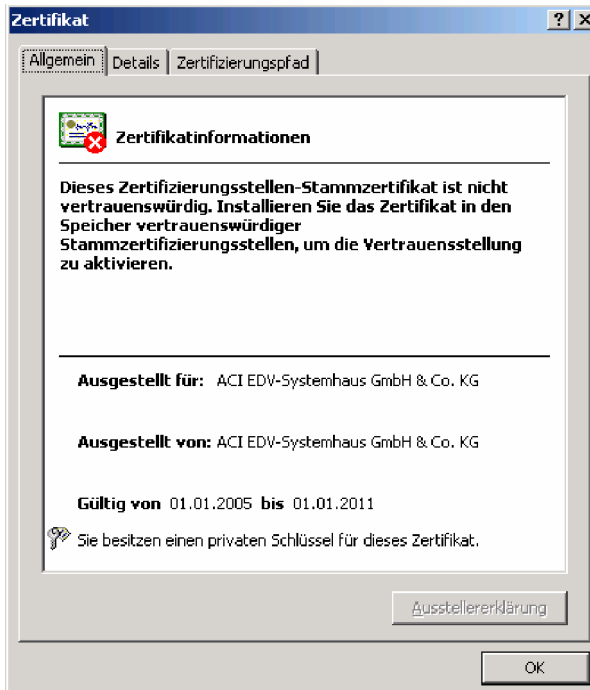 Zertifikat
Allgemein Details Zertifizierungspfad
Zertifikatinformationen
Dieses Zertifizierungsstellen-Stammzertifikat ist nicht
vertrauenswürdig. Installieren Sie das Zertifikat in den
Speicher vertrauenswürdiger
Stammzertifizierungsstellen, um die Vertrauensstellung
zu aktivieren.
Ausgestellt für: ACI EDV-Systemhaus GmbH & Co. KG
Ausgestellt von: ACI EDV-Systemhaus GmbH & Co. KG
Gültig von 01.01.2005 bis 01.01.2011
Sie besitzen einen privaten Schlüssel für dieses Zertifikat.
Ausstellererklärung
OK